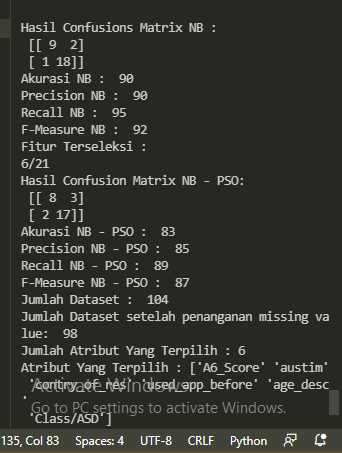 Hasil Confusions Matrix NB :
[[ 9  2]
[ 1 18]]
Akurasi NB :  90
Precision NB :  90
Recall NB :  95
F-Measure NB :  92
Fitur Terseleksi :
6/21
Hasil Confusion Matrix NB - PSO:
[[ 8  3]
[ 2 17]]
Akurasi NB - PSO :  83
Precision NB - PSO :  85
Recall NB - PSO :  89
F-Measure NB - PSO :  87
Jumlah Dataset :  104
Jumlah Dataset setelah penanganan missing va
lue:  98
Jumlah Atribut Yang Terpilih : 6
Atribut Yang Terpilih : ['A6_Score' 'austim'
'contry_of_res' 'used_app_before' 'age_desc
'
'Class/ASD']
Activate Windows
Go to PC settings to activate Windows.
135, Col 83 Spaces: 4 UTF-8 CRLF Python